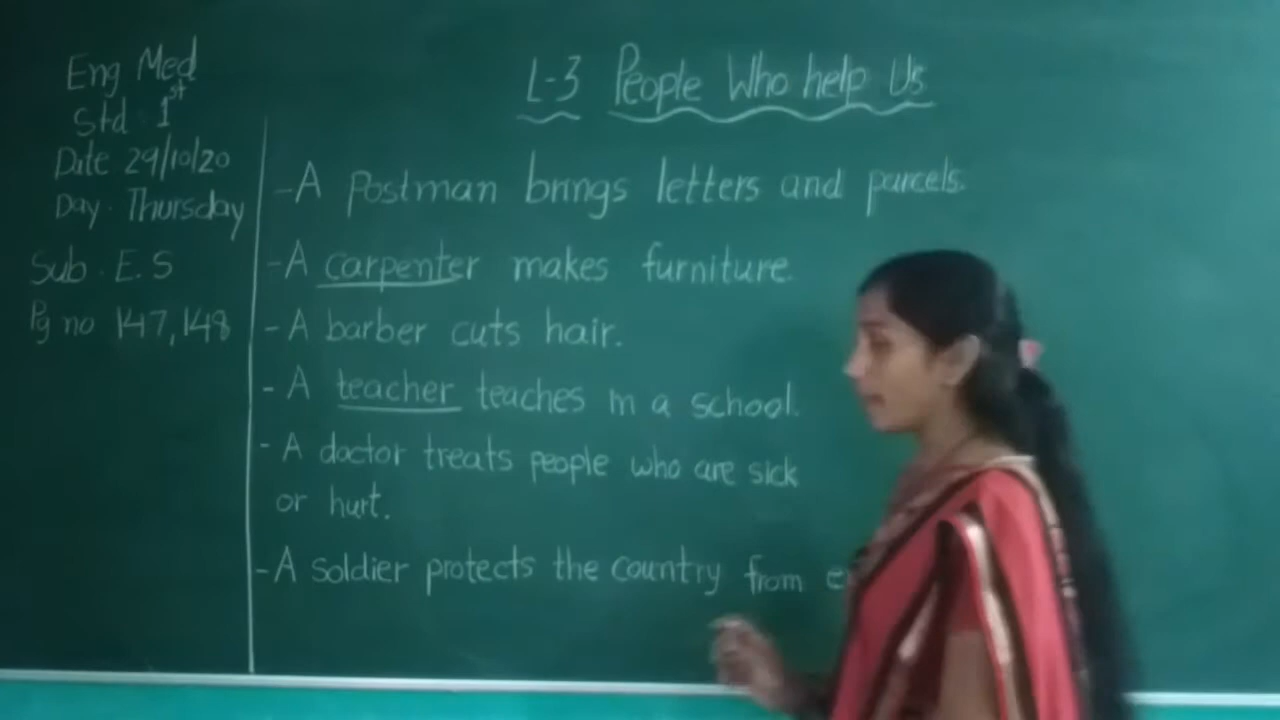 Eng Med
Std. 1st
Date 29/10/20
Day. Thursday
Sub. E.S
Pg no 147,148
L-3 People Who help Us
- A Postman brings letters and parcels.
- A carpenter makes furniture.
- A barber cuts hair.
- A teacher teaches in a school.
- A doctor treats people who are sick
or hurt.
- A soldier protects the country from